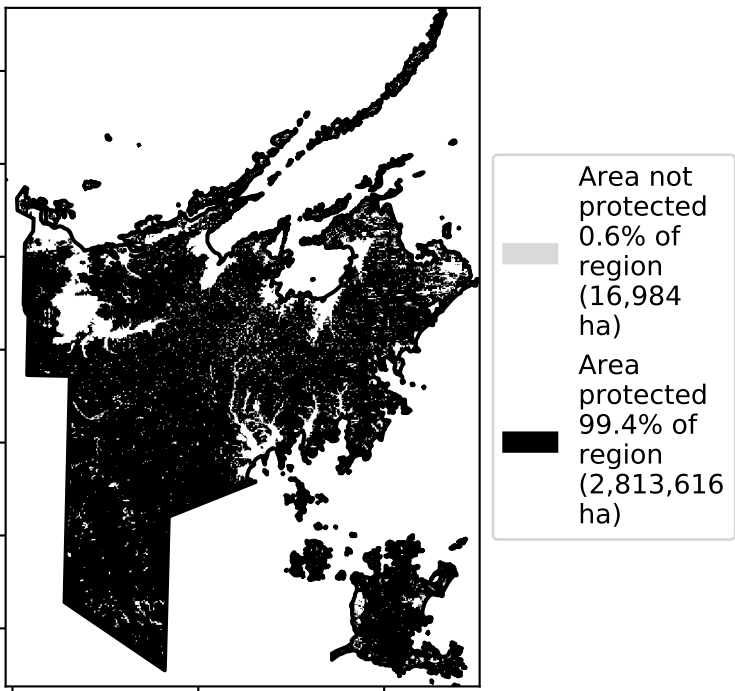 Area not
protected
0.6% of
region
(16,984
ha)
Area
protected
99.4% of
region
(2,813,616
ha)